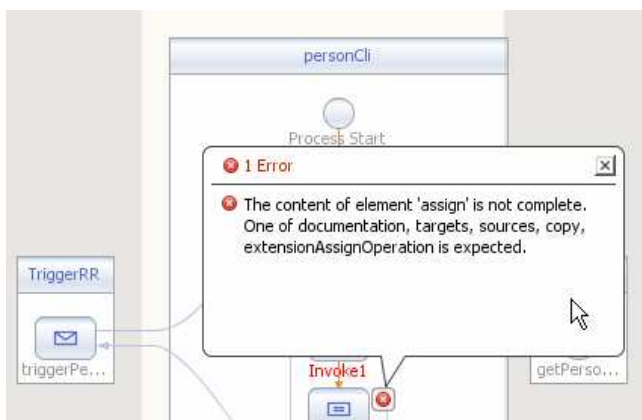 personCli
Process Start
1 Error
The content of element 'assign' is not complete.
One of documentation, targets, sources, copy,
extensionAssignOperation is expected.
TriggerRR
triggerPe...
Invoke1
getPerso...